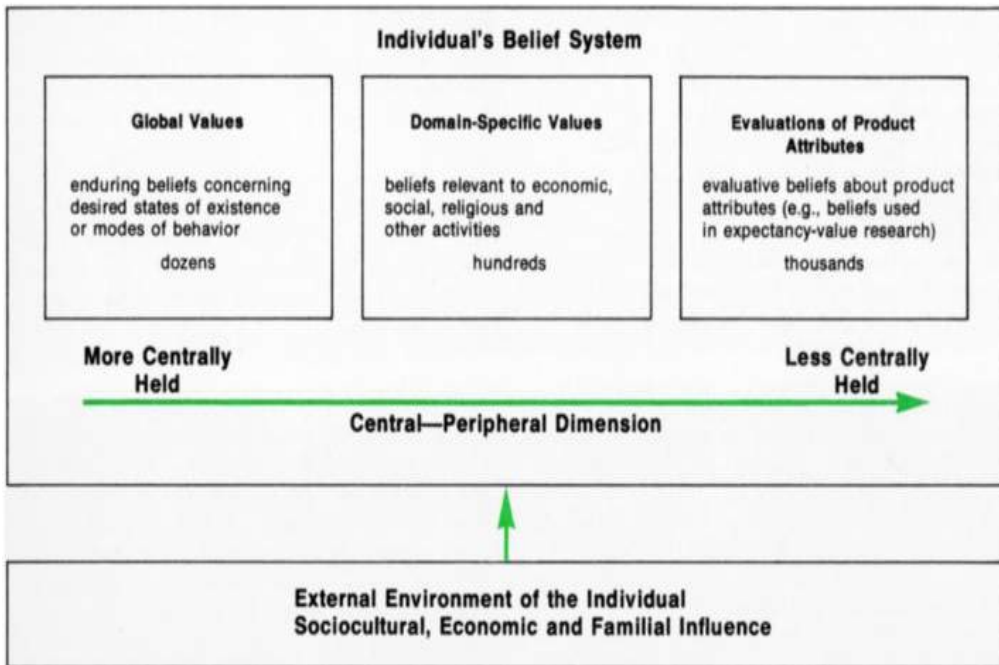 Individual's Belief System
Global Values
enduring beliefs concerning
desired states of existence
or modes of behavior
dozens
Domain-Specific Values
beliefs relevant to economic,
social, religious and
other activities
hundreds
Evaluations of Product
Attributes
evaluative beliefs about product
attributes (e.g., beliefs used
in expectancy-value research)
thousands
More Centrally
Held
Less Centrally
Held
Central—Peripheral Dimension
External Environment of the Individual
Sociocultural, Economic and Familial Influence